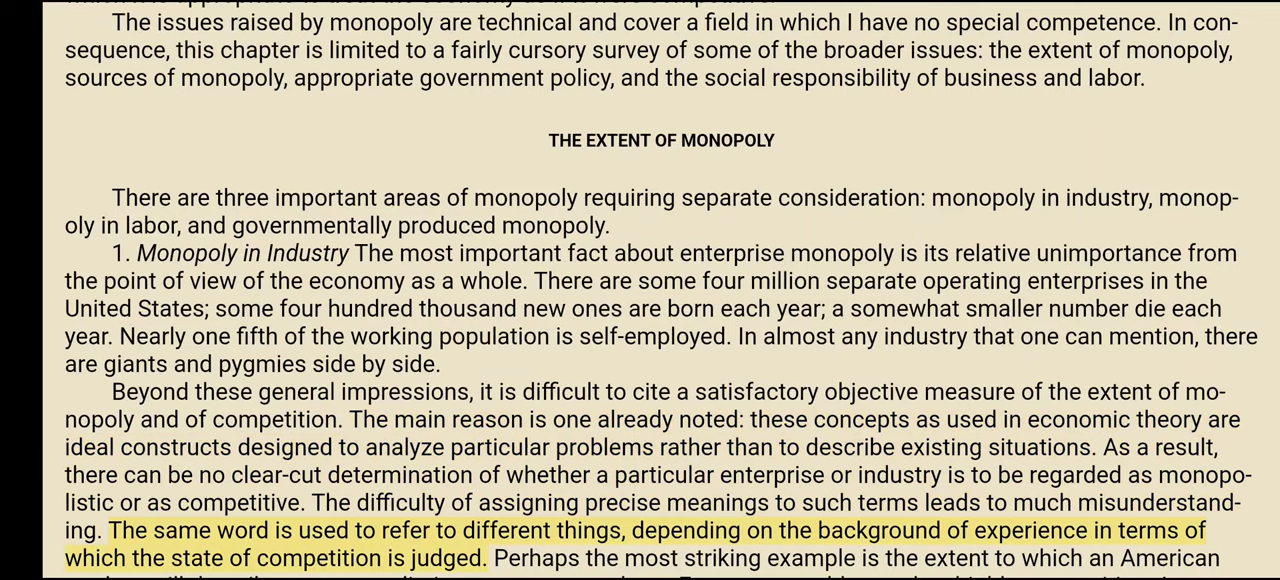 The issues raised by monopoly are technical and cover a field in which I have no special competence. In con-
sequence, this chapter is limited to a fairly cursory survey of some of the broader issues: the extent of monopoly,
sources of monopoly, appropriate government policy, and the social responsibility of business and labor.
THE EXTENT OF MONOPOLY
There are three important areas of monopoly requiring separate consideration: monopoly in industry, monop-
oly in labor, and governmentally produced monopoly.
1. Monopoly in Industry The most important fact about enterprise monopoly is its relative unimportance from
the point of view of the economy as a whole. There are some four million separate operating enterprises in the
United States; some four hundred thousand new ones are born each year; a somewhat smaller number die each
year. Nearly one fifth of the working population is self-employed. In almost any industry that one can mention, there
are giants and pygmies side by side.
Beyond these general impressions, it is difficult to cite a satisfactory objective measure of the extent of mo-
nopoly and of competition. The main reason is one already noted: these concepts as used in economic theory are
ideal constructs designed to analyze particular problems rather than to describe existing situations. As a result,
there can be no clear-cut determination of whether a particular enterprise or industry is to be regarded as monopo-
listic or as competitive. The difficulty of assigning precise meanings to such terms leads to much misunderstand-
ing. The same word is used to refer to different things, depending on the background of experience in terms of
which the state of competition is judged. Perhaps the most striking example is the extent to which an American